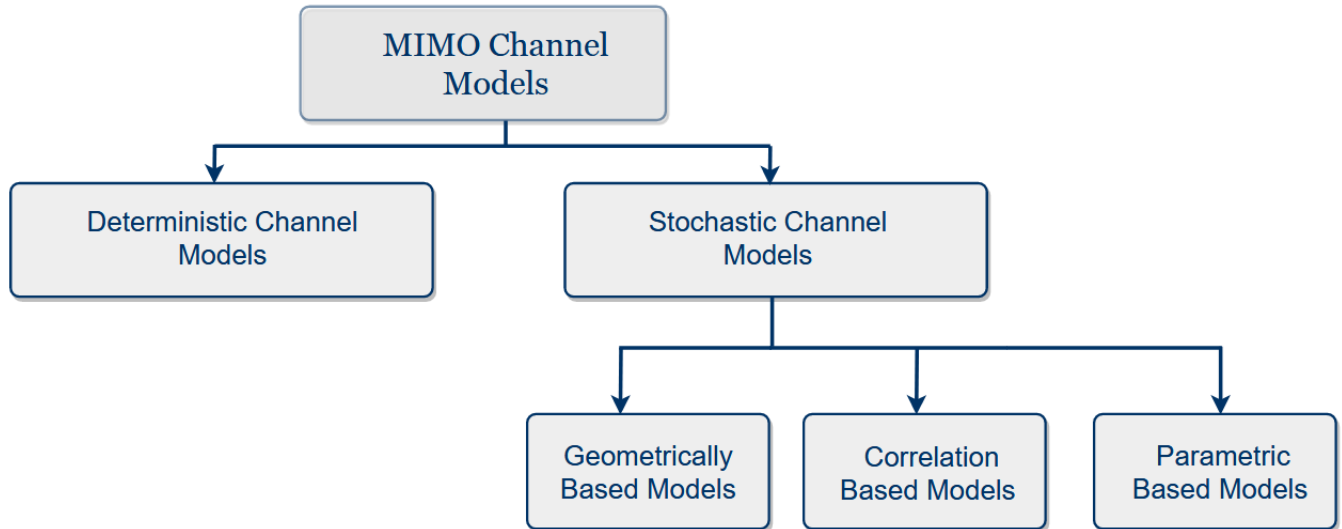 MIMO Channel
Models
Deterministic Channel
Models
Stochastic Channel
Models
Geometrically
Based Models
Correlation
Based Models
Parametric
Based Models